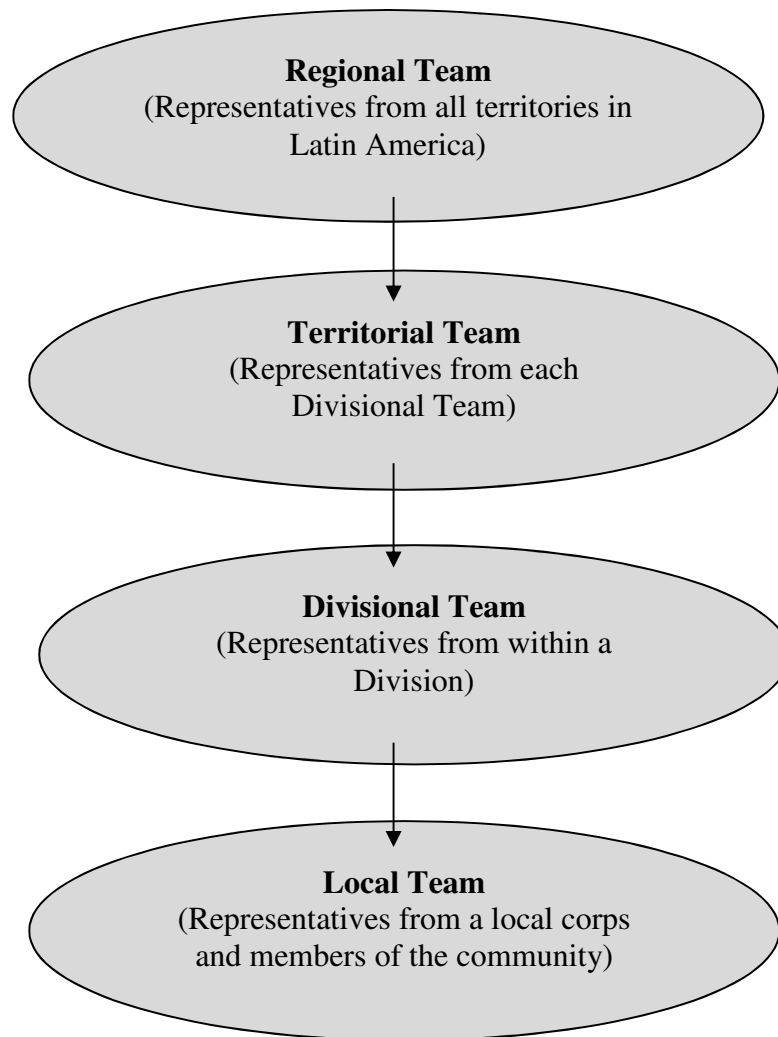 Regional Team
(Representatives from all territories in
Latin America)
Territorial Team
(Representatives from each
Divisional Team)
Divisional Team
(Representatives from within a
Division)
Local Team
(Representatives from a local corps
and members of the community)